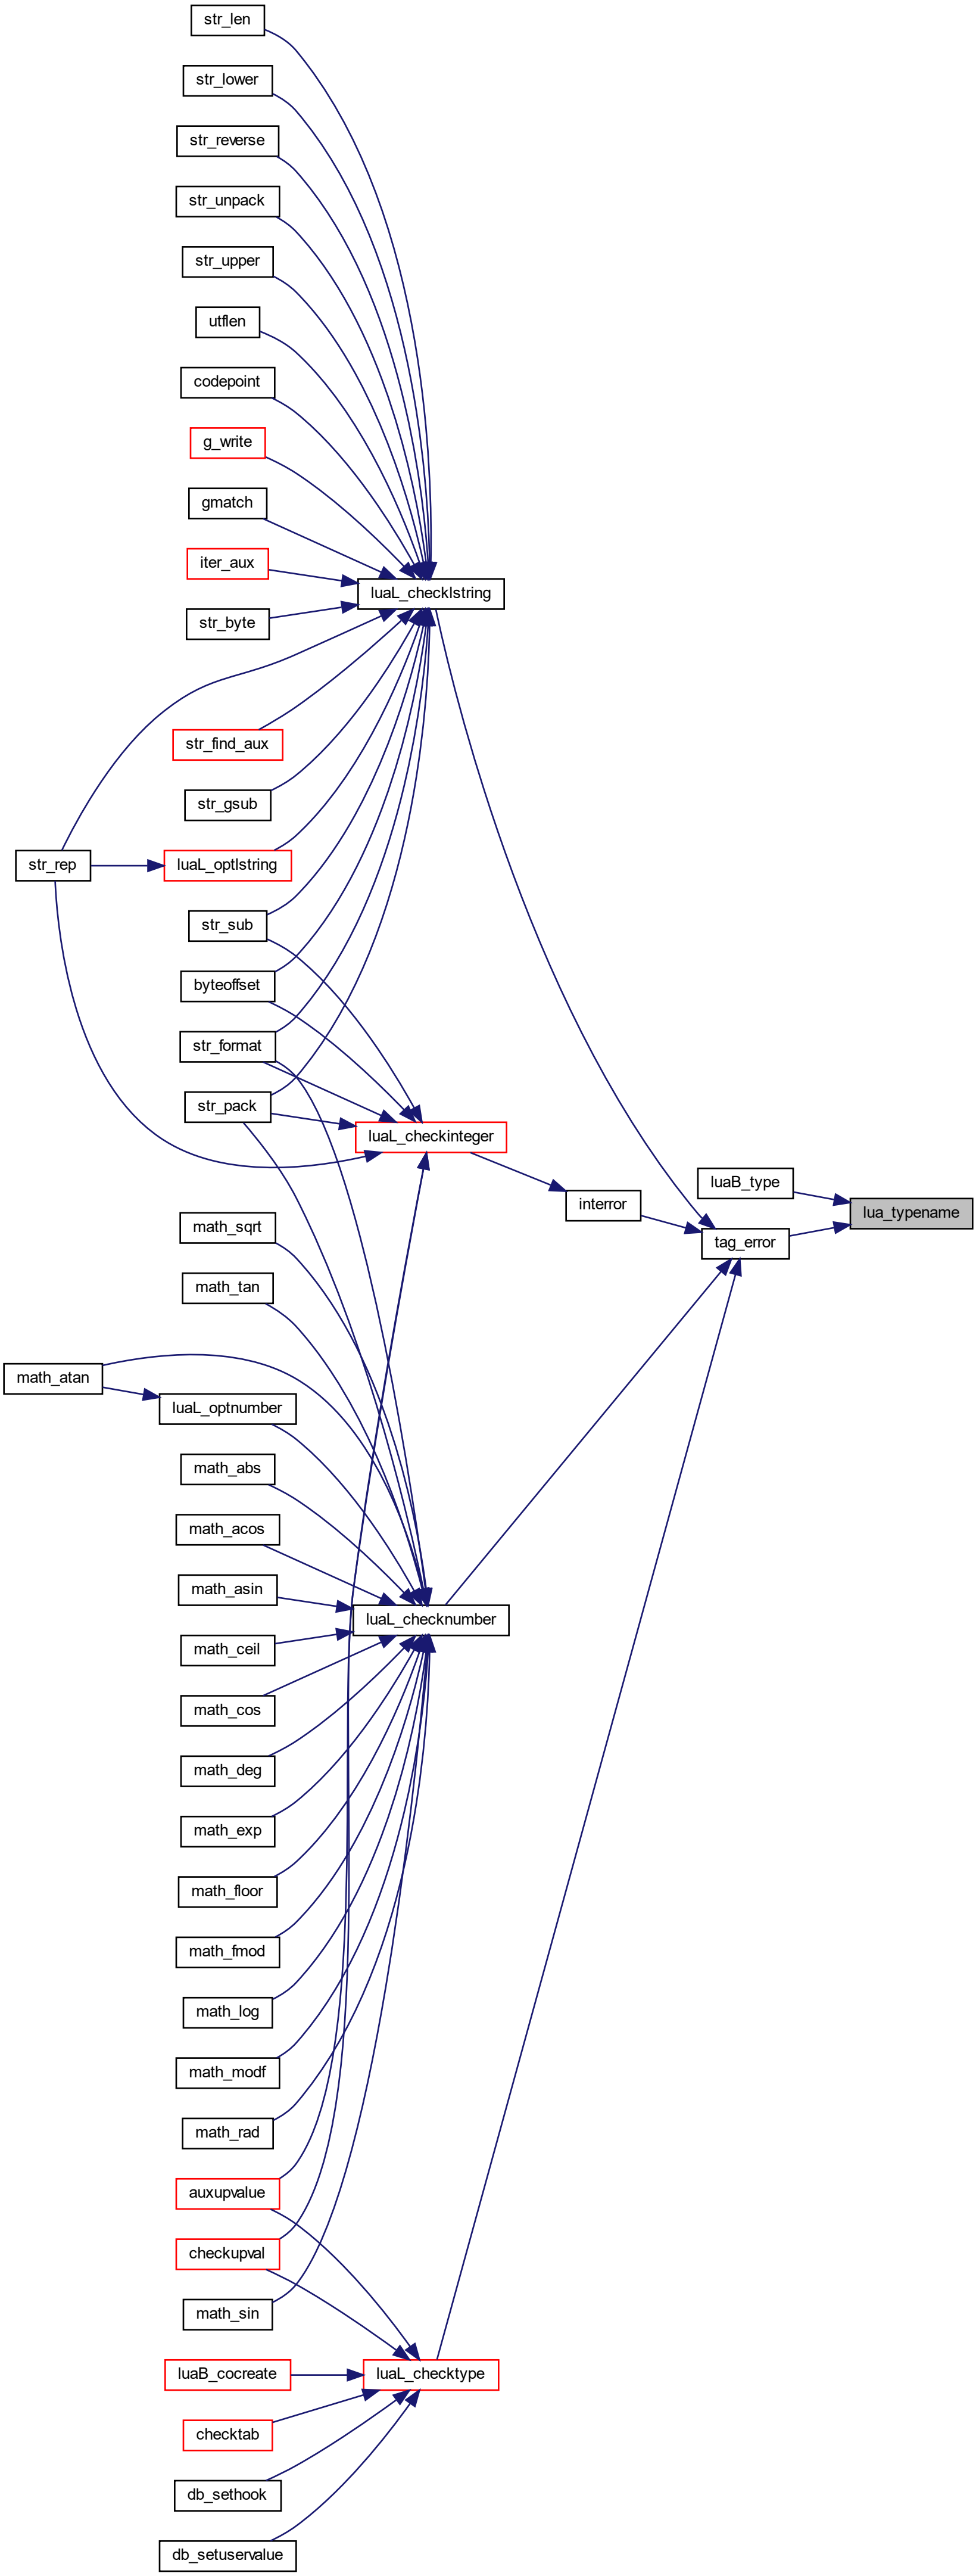 str_len
str_lower
str_reverse
str_unpack
str_upper
utflen
codepoint
g_write
gmatch
iter_aux
luaL_checklstring
str_byte
str_find_aux
str_gsub
str_rep
luaL_optlstring
str_sub
byteoffset
str_format
str_pack
luaL_checkinteger
luaB_type
interror
lua_typename
math_sqrt
tag_error
math_tan
math_atan
luaL_optnumber
math_abs
math_acos
math_asin
luaL_checknumber
math_ceil
math_cos
math_deg
math_exp
math_floor
math_fmod
math_log
math_modf
math_rad
auxupvalue
checkupval
math_sin
luaB_cocreate
luaL_checktype
checktab
db_sethook
db_setuservalue